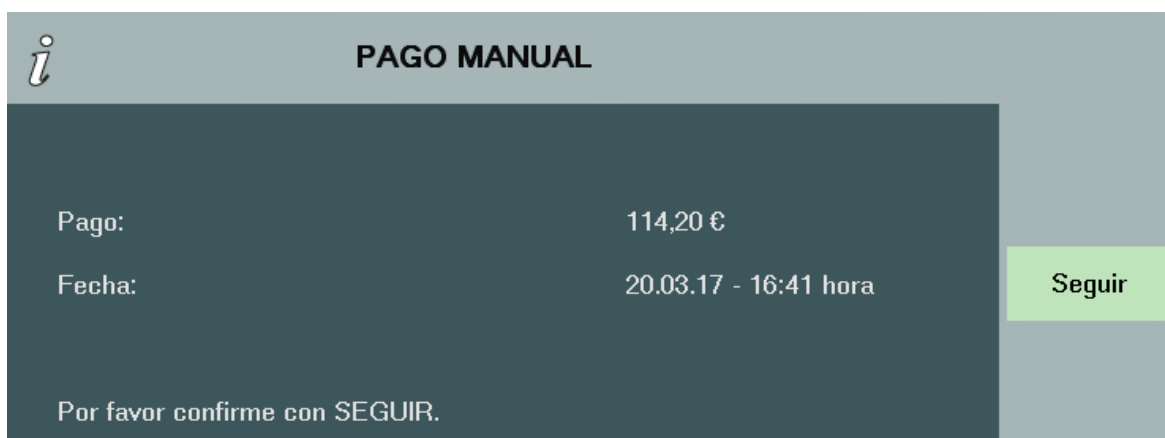 i
PAGO MANUAL
Pago: 114,20 €
Fecha: 20.03.17 - 16:41 hora
Seguir
Por favor confirme con SEGUIR.